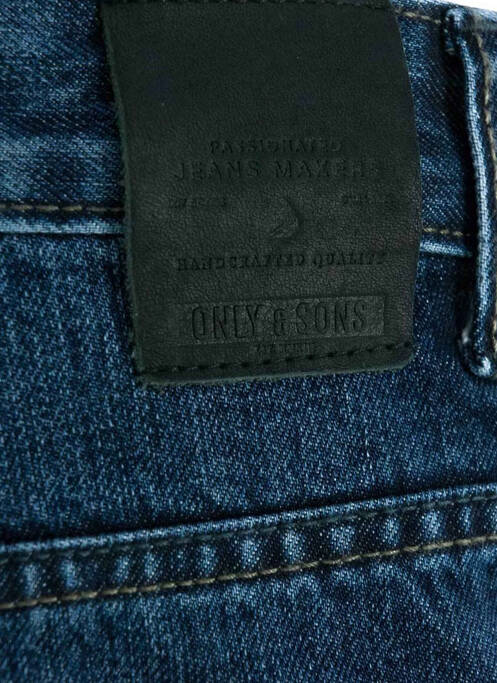 PASSIONATED
JEANS MAKERS
HANDCRAFTED QUALITY
ONLY & SONS